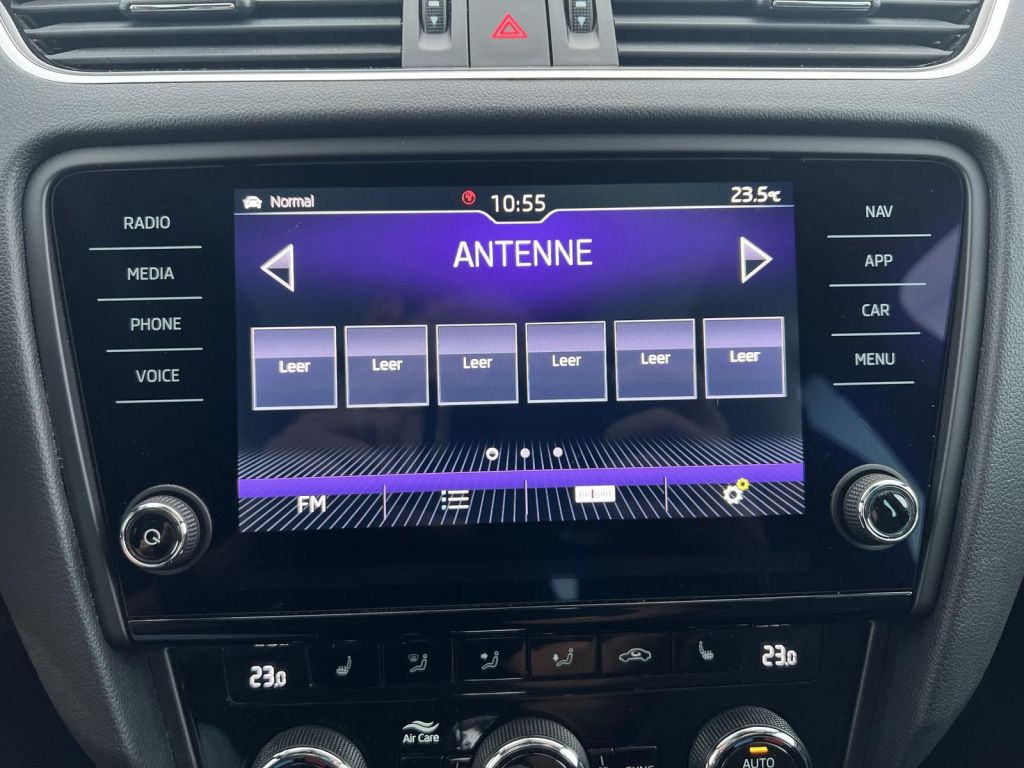 Normal 10:55 23.5°C
RADIO
MEDIA
PHONE
VOICE
ANTENNE
Leer Leer Leer Leer Leer Leer
FM
NAV
APP
CAR
MENU
23,0 23,0
Air Care
AUTO